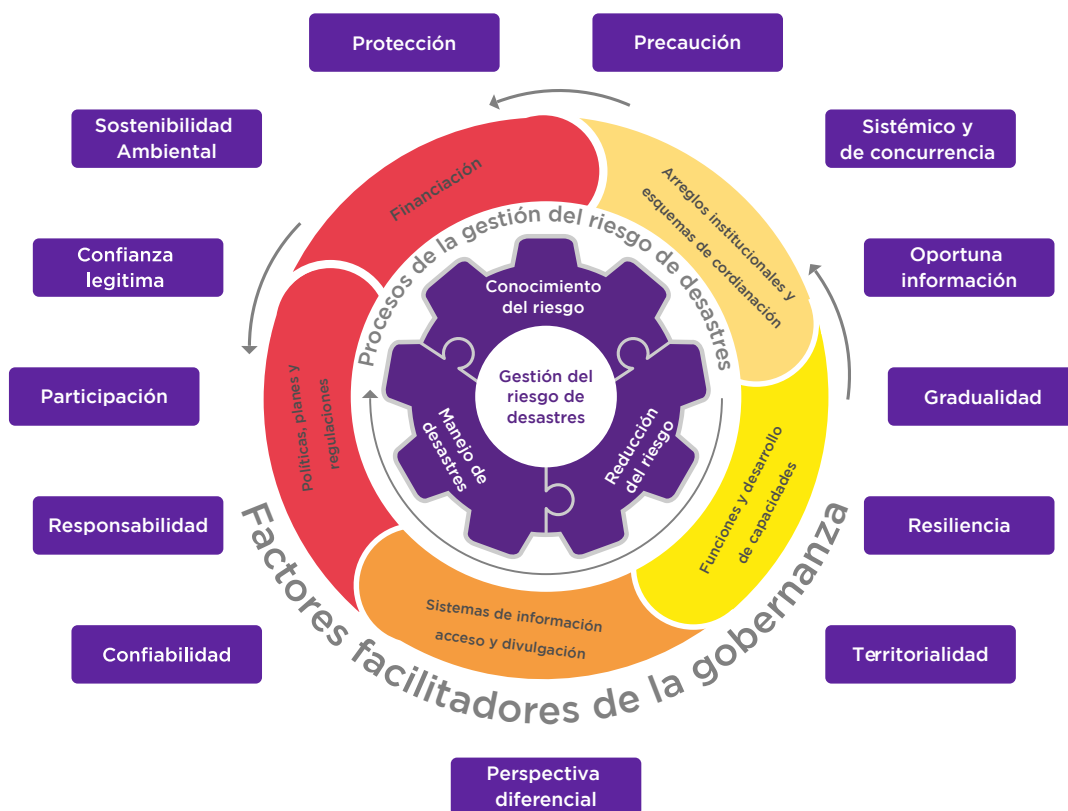 Protección
Precaución
Sostenibilidad
Ambiental
Sistémico y
de concurrencia
Confianza
legitima
Oportuna
información
Participación
Gradualidad
Responsabilidad
Resiliencia
Confiabilidad
Territorialidad
Perspectiva
diferencial
Financiación
Arreglos institucionales y
esquemas de cordianación
Políticas, planes y
regulaciones
Funciones y desarrollo
de capacidades
Sistemas de información
acceso y divulgación
Factores facilitadores de la gobernanza
Procesos de la gestión del riesgo de desastres
Conocimiento
del riesgo
Manejo de
desastres
Reducción
del riesgo
Gestión del
riesgo de
desastres